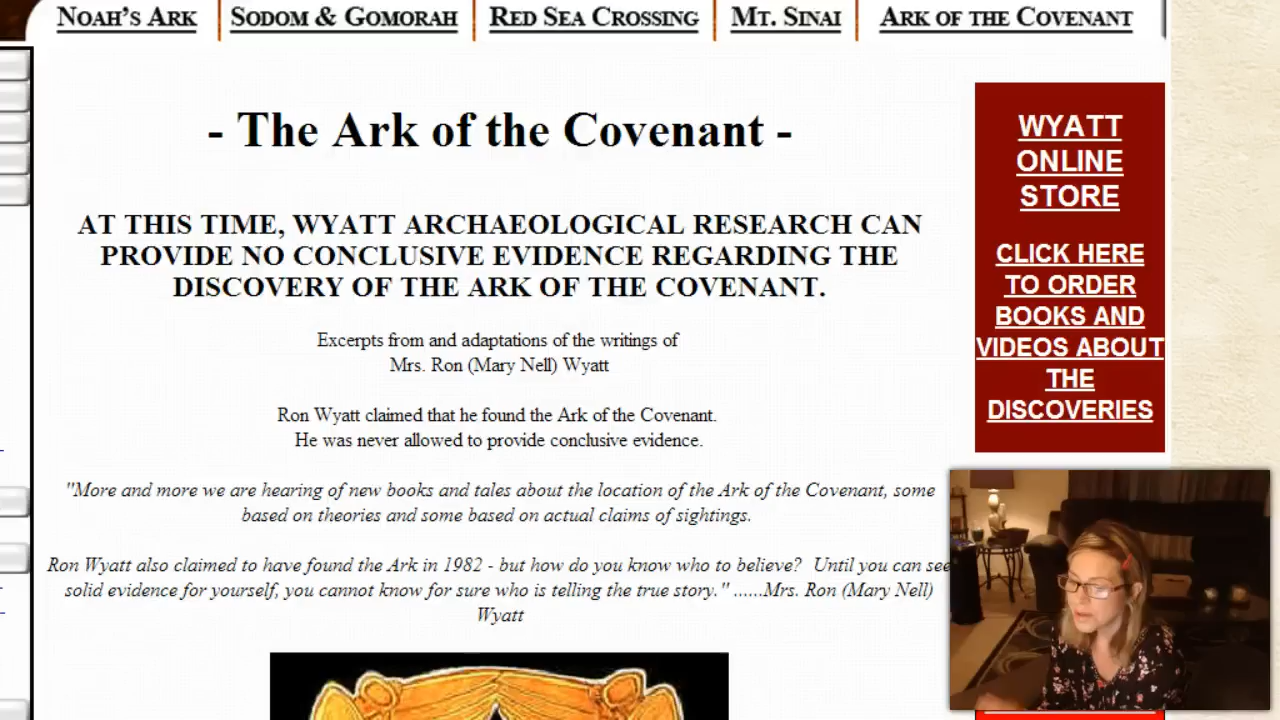 NOAH'S ARK
SODOM & GOMORAH
RED SEA CROSSING
MT. SINAI
ARK OF THE COVENANT
- The Ark of the Covenant -
AT THIS TIME, WYATT ARCHAEOLOGICAL RESEARCH CAN
PROVIDE NO CONCLUSIVE EVIDENCE REGARDING THE
DISCOVERY OF THE ARK OF THE COVENANT.
Excerpts from and adaptations of the writings of
Mrs. Ron (Mary Nell) Wyatt
Ron Wyatt claimed that he found the Ark of the Covenant.
He was never allowed to provide conclusive evidence.
"More and more we are hearing of new books and tales about the location of the Ark of the Covenant, some
based on theories and some based on actual claims of sightings.
Ron Wyatt also claimed to have found the Ark in 1982 - but how do you know who to believe? Until you can see
solid evidence for yourself, you cannot know for sure who is telling the true story." ......Mrs. Ron (Mary Nell)
Wyatt
WYATT
ONLINE
STORE
CLICK HERE
TO ORDER
BOOKS AND
VIDEOS ABOUT
THE
DISCOVERIES